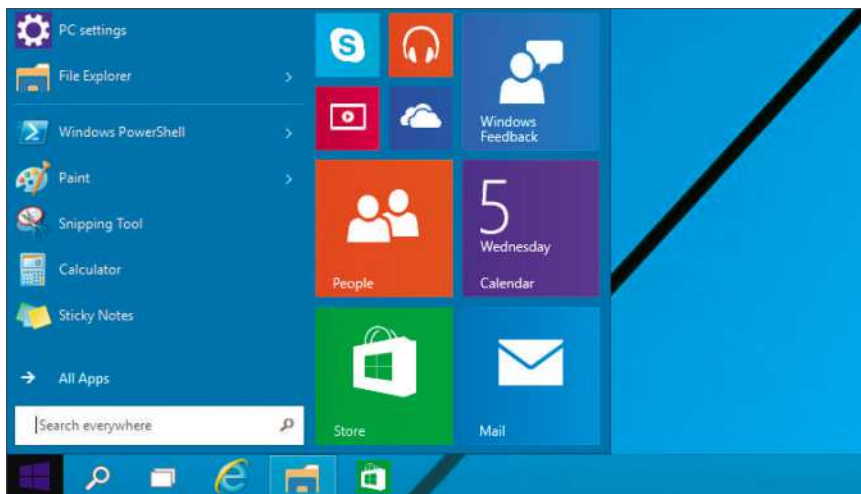 PC settings
File Explorer
Windows PowerShell
Paint
Snipping Tool
Calculator
Sticky Notes
All Apps
Search everywhere
Windows
Feedback
People
5
Wednesday
Calendar
Store
Mail